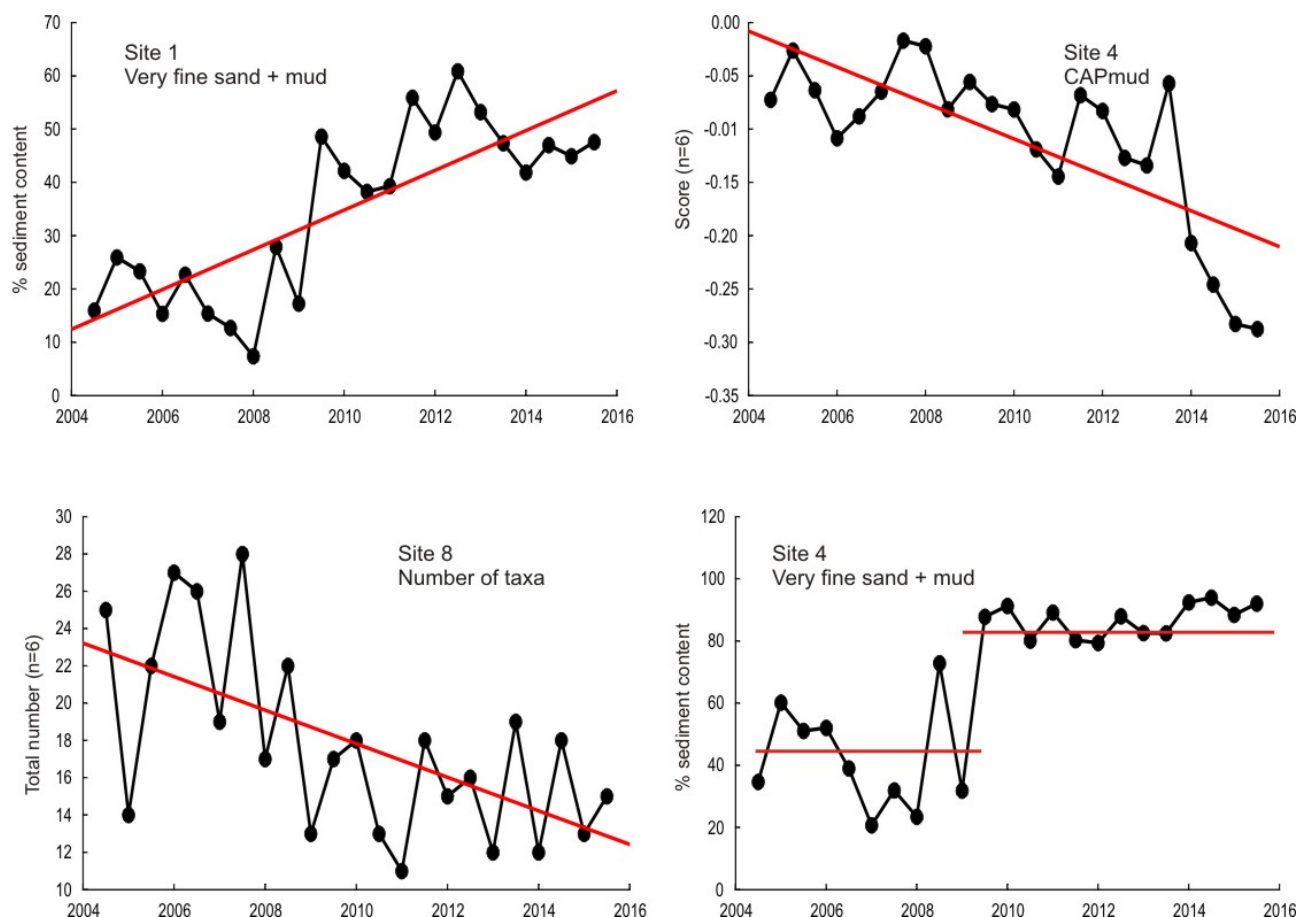 70
60
50
40
30
20
10
0
% sediment content
Site 1
Very fine sand + mud
2004 2006 2008 2010 2012 2014 2016
0.00
-0.05
-0.01
-0.15
-0.20
-0.25
-0.30
-0.35
Score (n=6)
Site 4
CAPmud
2004 2006 2008 2010 2012 2014 2016
30
28
26
24
22
20
18
16
14
12
10
Total number (n=6)
Site 8
Number of taxa
2004 2006 2008 2010 2012 2014 2016
120
100
80
60
40
20
0
% sediment content
Site 4
Very fine sand + mud
2004 2006 2008 2010 2012 2014 2016